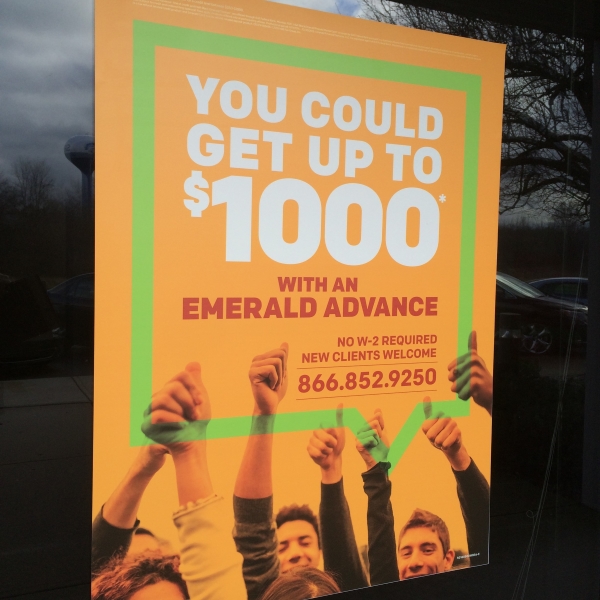 YOU COULD
GET UP TO
$1000*
WITH AN
EMERALD ADVANCE
NO W-2 REQUIRED
NEW CLIENTS WELCOME
866.852.9250